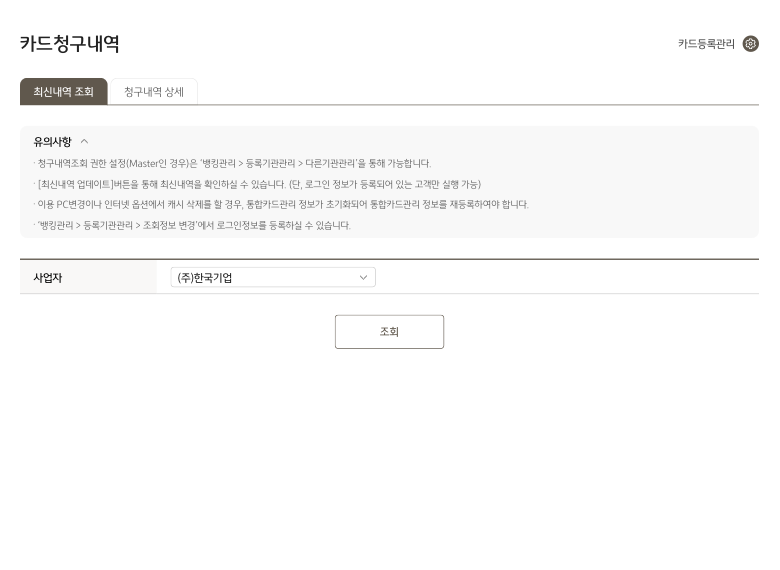 카드청구내역
카드등록관리
최신내역 조회
청구내역 상세
유의사항
· 청구내역조회 권한 설정(Master인 경우)은 '뱅킹관리 > 등록기관관리 > 다른기관관리'을 통해 가능합니다.
· [최신내역 업데이트]버튼을 통해 최신내역을 확인하실 수 있습니다. (단, 로그인 정보가 등록되어 있는 고객만 실행 가능)
· 이용 PC변경이나 인터넷 옵션에서 캐시 삭제를 할 경우, 통합카드관리 정보가 초기화되어 통합카드관리 정보를 재등록하여야 합니다.
· '뱅킹관리 > 등록기관관리 > 조회정보 변경'에서 로그인정보를 등록하실 수 있습니다.
사업자
(주)한국기업
조회